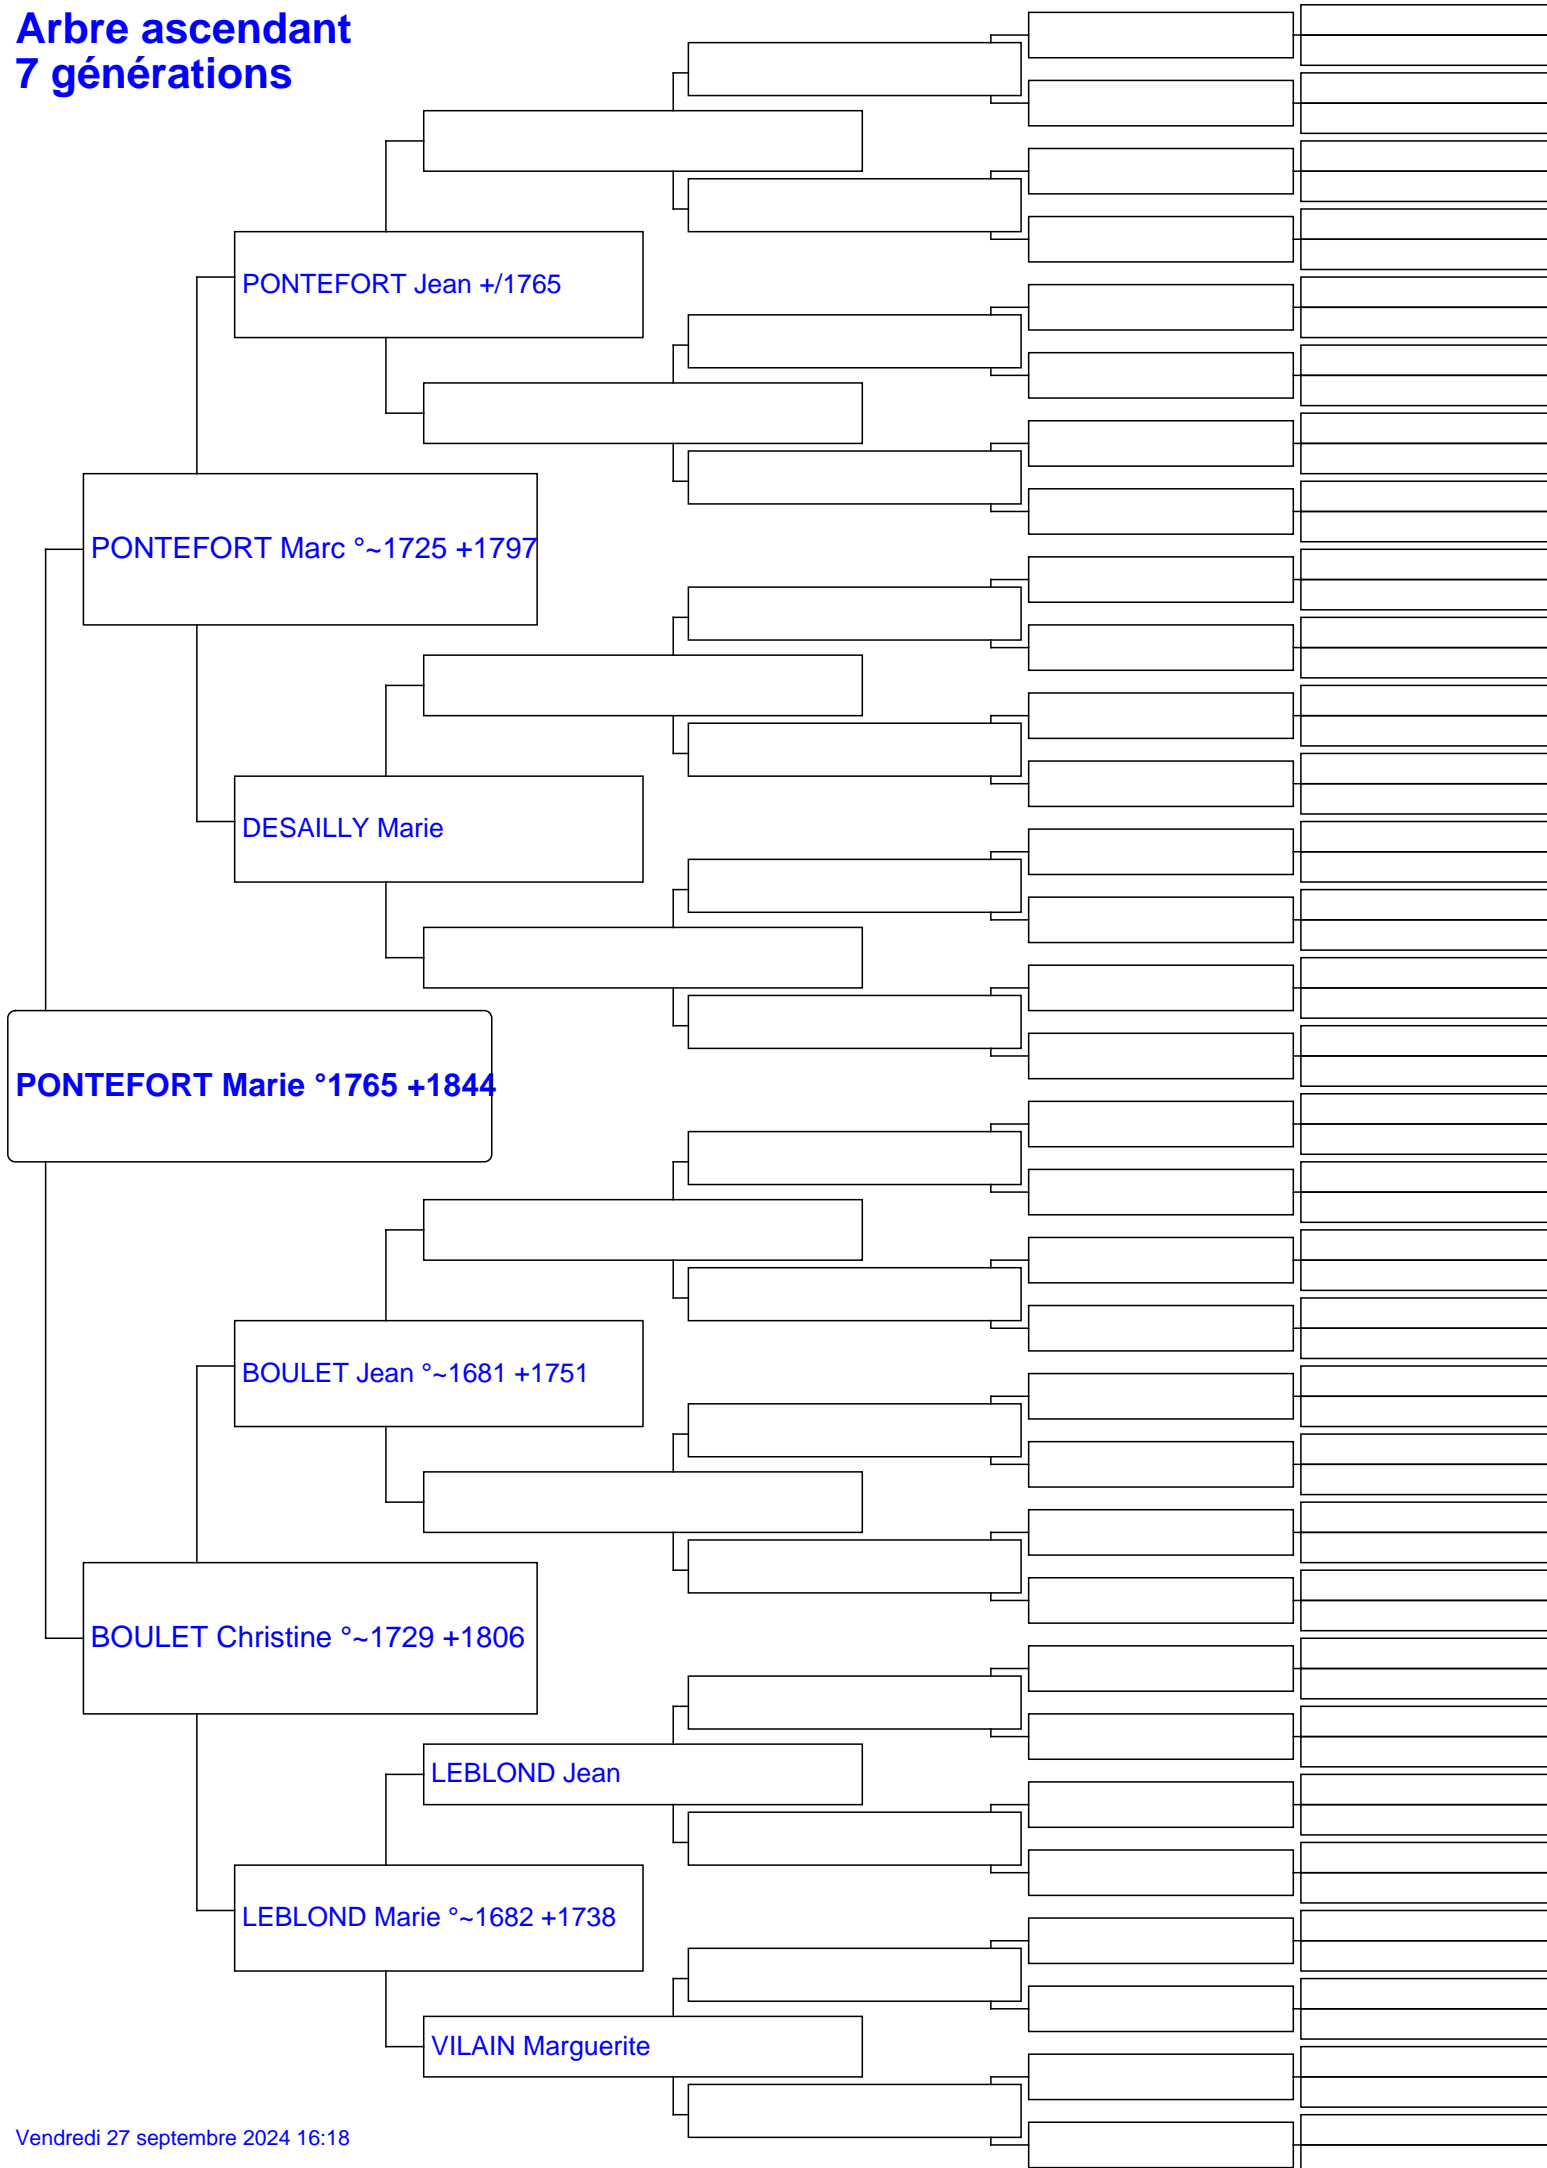 Arbre ascendant
7 générations
PONTEFORT Jean +/1765
PONTEFORT Marc °~1725 +1797
DESAILLY Marie
PONTEFORT Marie °1765 +1844
BOULET Jean °~1681 +1751
BOULET Christine °~1729 +1806
LEBLOND Jean
LEBLOND Marie °~1682 +1738
VILAIN Marguerite
Vendredi 27 septembre 2024 16:18